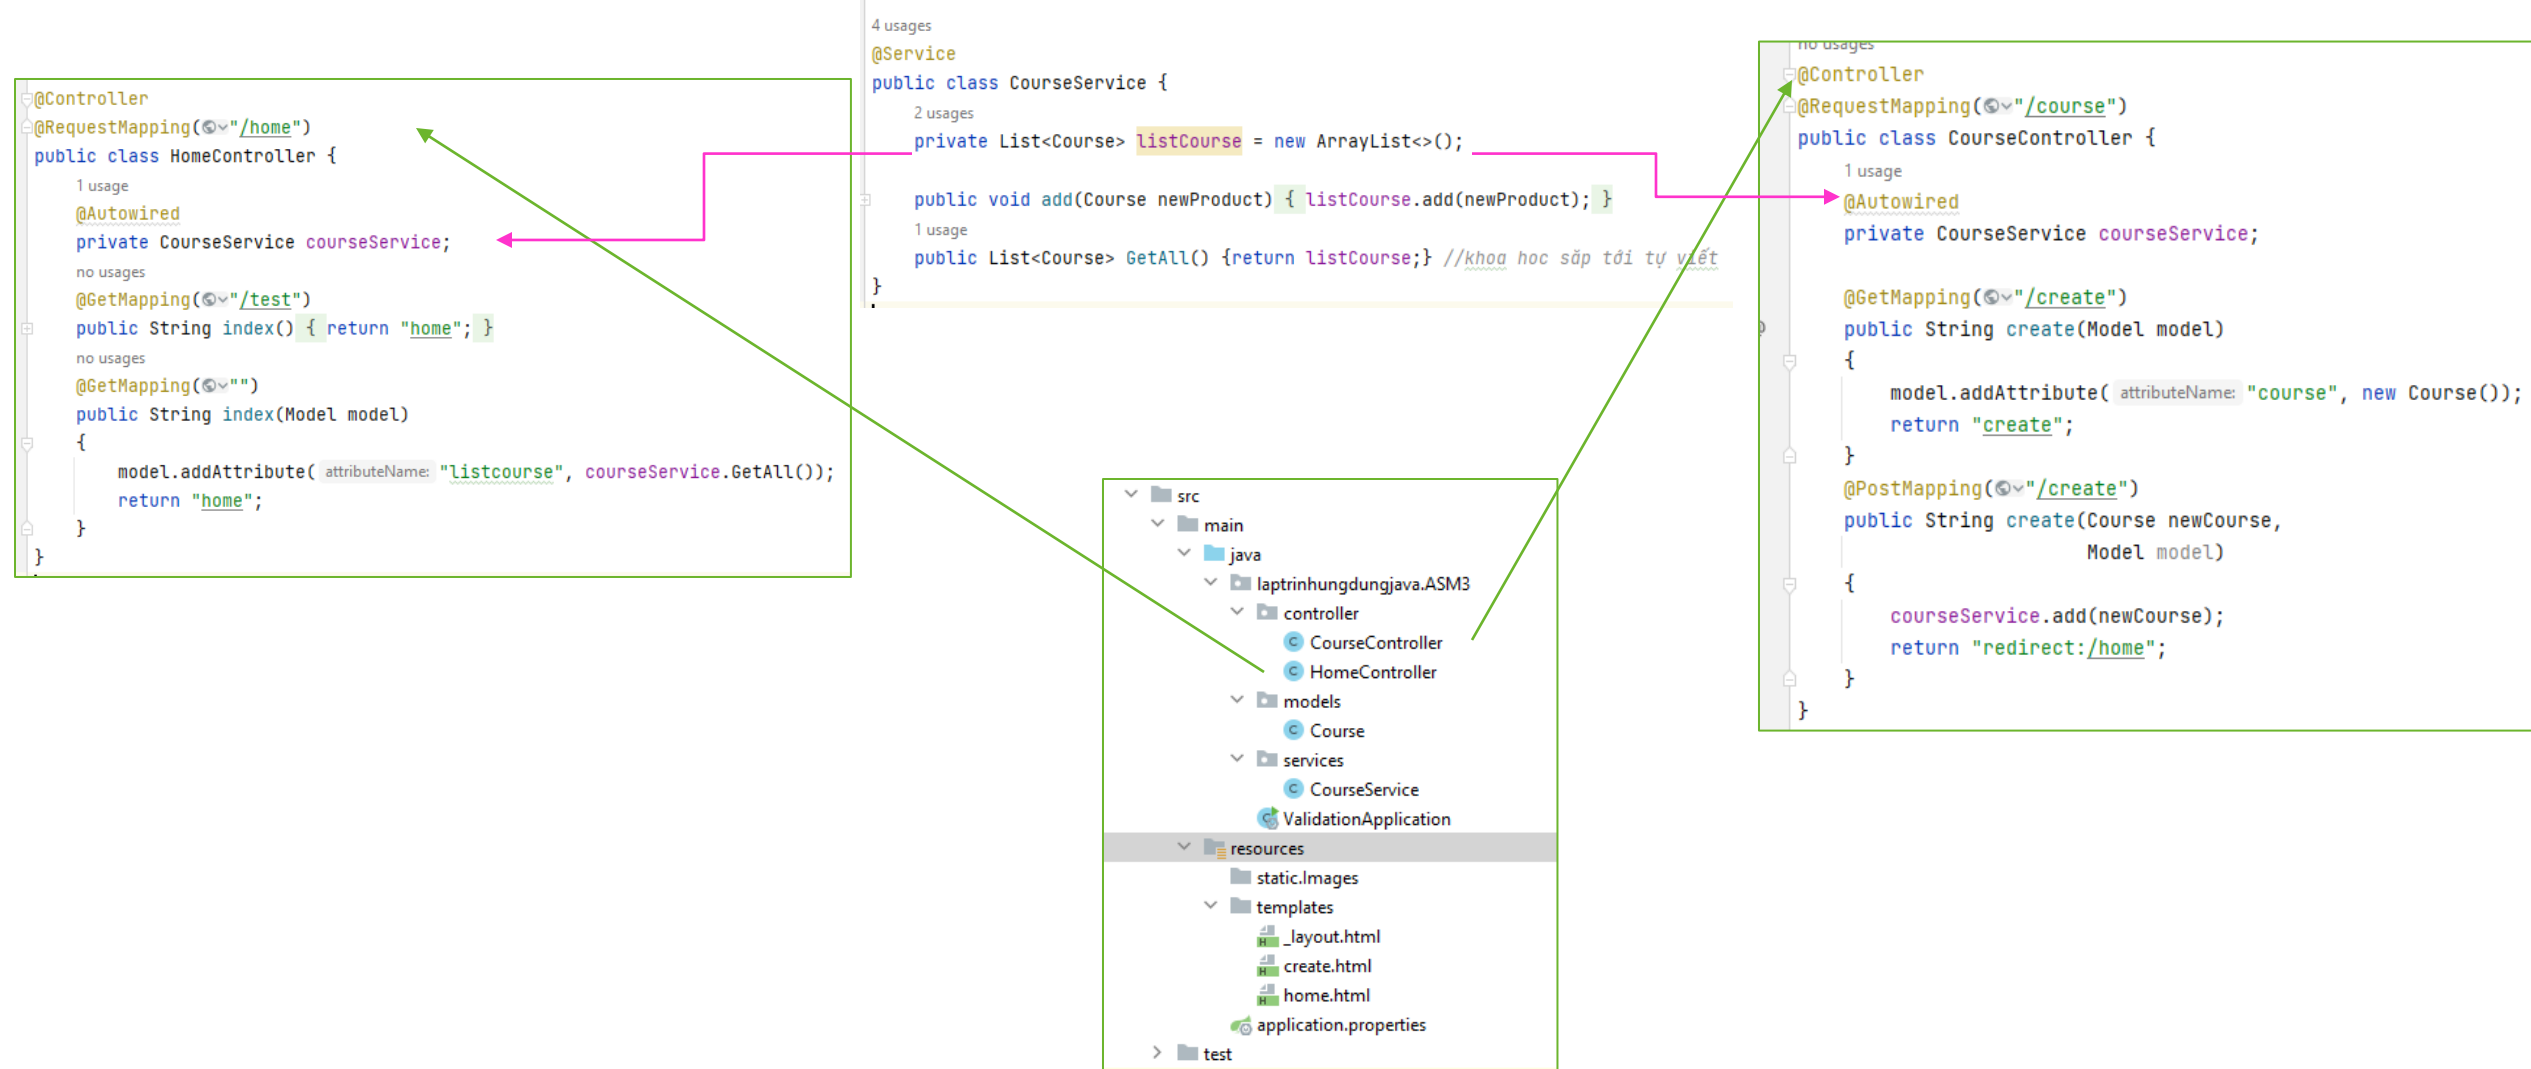 @Controller
@RequestMapping("/home")
public class HomeController {
1 usage
@Autowired
private CourseService courseService;
no usages
@GetMapping("/test")
public String index() { return "home"; }
no usages
@GetMapping("")
public String index(Model model)
{
model.addAttribute( attributeName: "listcourse", courseService.GetAll());
return "home";
}
}
4 usages
@Service
public class CourseService {
2 usages
private List<Course> listCourse = new ArrayList<>();
public void add(Course newProduct) { listCourse.add(newProduct); }
1 usage
public List<Course> GetAll() {return listCourse;} //khoa hoc săp tới tự viết
}
no usages
@Controller
@RequestMapping("/course")
public class CourseController {
1 usage
@Autowired
private CourseService courseService;
@GetMapping("/create")
public String create(Model model)
{
model.addAttribute( attributeName: "course", new Course());
return "create";
}
@PostMapping("/create")
public String create(Course newCourse,
Model model)
{
courseService.add(newCourse);
return "redirect:/home";
}
}
src
main
java
laptrinhungdungjava.ASM3
controller
CourseController
HomeController
models
Course
services
CourseService
ValidationApplication
resources
static.Images
templates
_layout.html
create.html
home.html
application.properties
test